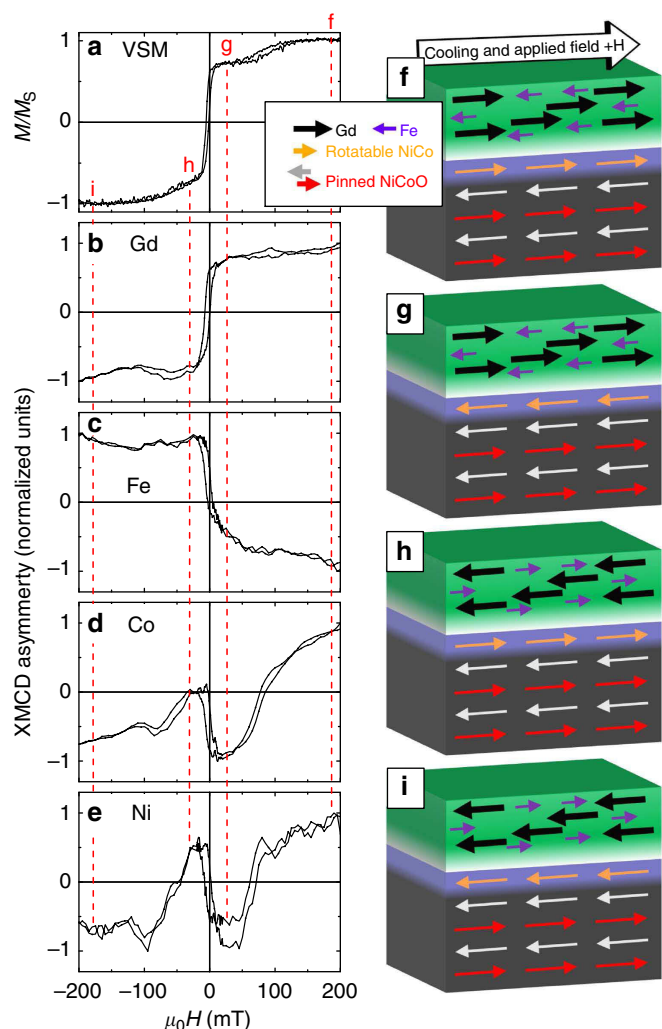 a VSM
f
g
h
i
M/MS
1
0
−1
b Gd
1
0
−1
c
Fe
1
0
−1
d Co
1
0
−1
e Ni
1
0
−1
−200 −100 0 100 200
μ0H (mT)
XMCD asymmerty (normalized units)
Gd Fe
Rotatable NiCo
Pinned NiCoO
Cooling and applied field +H
f
g
h
i